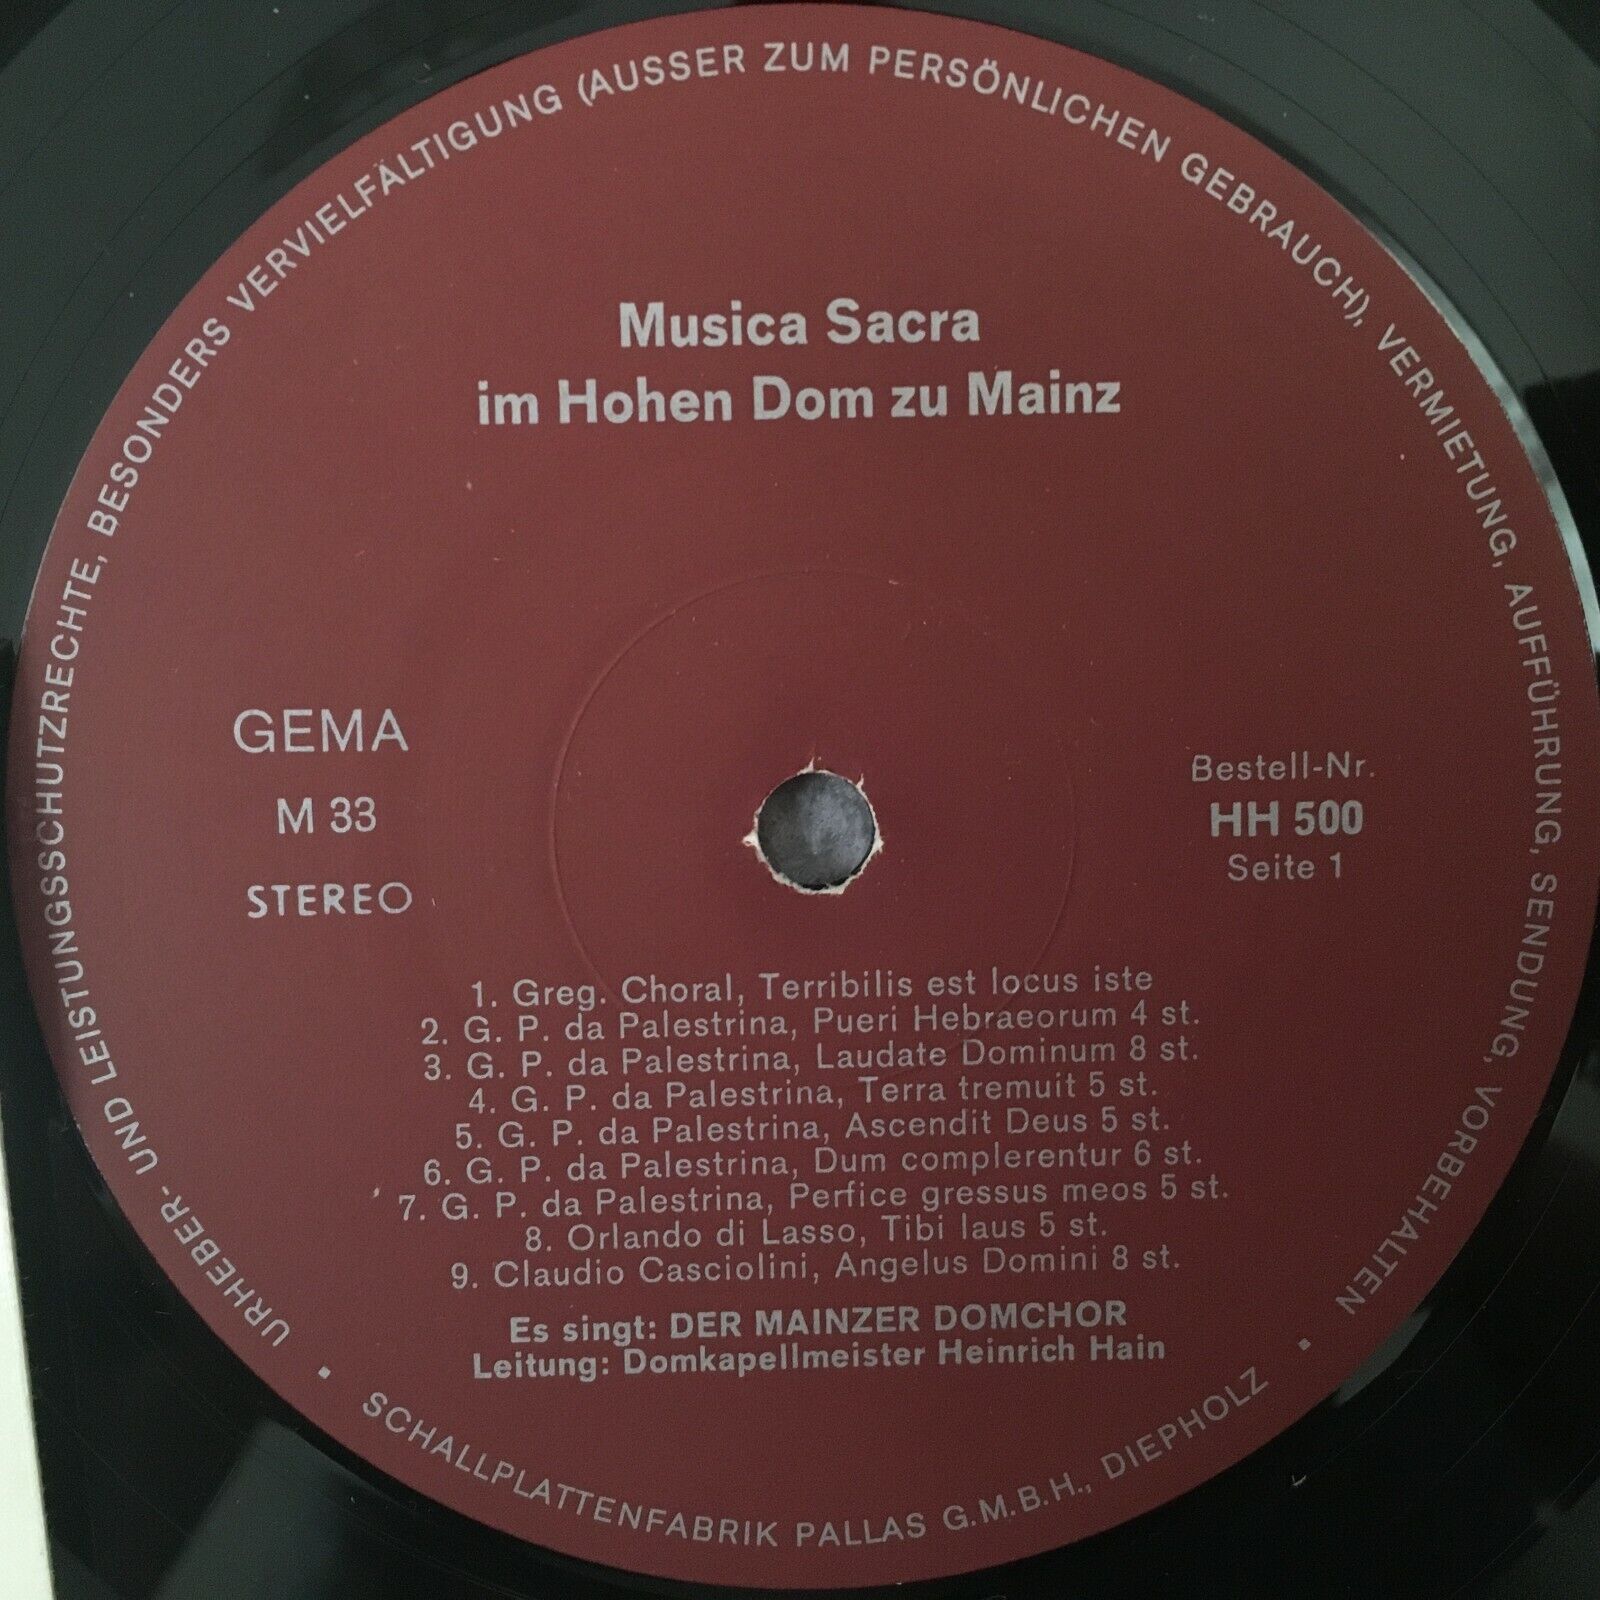 URHEBER- UND LEISTUNGSSCHUTZRECHTE, BESONDERS VERVIELFÄLTIGUNG (AUSSER ZUM PERSÖNLICHEN GEBRAUCH), VERMIETUNG, AUFFÜHRUNG, SENDUNG, VORBEHALTEN
Musica Sacra
im Hohen Dom zu Mainz
GEMA
M 33
STEREO
Bestell-Nr.
HH 500
Seite 1
1. Greg. Choral, Terribilis est locus iste
2. G. P. da Palestrina, Pueri Hebraeorum 4 st.
3. G. P. da Palestrina, Laudate Dominum 8 st.
4. G. P. da Palestrina, Terra tremuit 5 st.
5. G. P. da Palestrina, Ascendit Deus 5 st.
6. G. P. da Palestrina, Dum complerentur 6 st.
7. G. P. da Palestrina, Perfice gressus meos 5 st.
8. Orlando di Lasso, Tibi laus 5 st.
9. Claudio Casciolini, Angelus Domini 8 st.
Es singt: DER MAINZER DOMCHOR
Leitung: Domkapellmeister Heinrich Hain
• SCHALLPLATTENFABRIK PALLAS G.M.B.H., DIEPHOLZ •